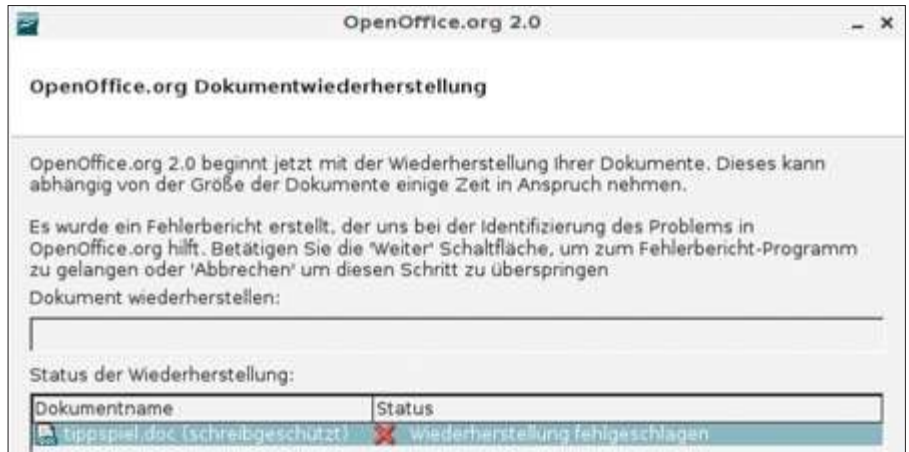 OpenOffice.org 2.0
OpenOffice.org Dokumentwiederherstellung
OpenOffice.org 2.0 beginnt jetzt mit der Wiederherstellung Ihrer Dokumente. Dieses kann
abhängig von der Größe der Dokumente einige Zeit in Anspruch nehmen.
Es wurde ein Fehlerbericht erstellt, der uns bei der Identifizierung des Problems in
OpenOffice.org hilft. Betätigen Sie die 'Weiter' Schaltfläche, um zum Fehlerbericht-Programm
zu gelangen oder 'Abbrechen' um diesen Schritt zu überspringen
Dokument wiederherstellen:
Status der Wiederherstellung:
Dokumentname Status
tippspiel.doc (schreibgeschützt) Wiederherstellung fehlgeschlagen